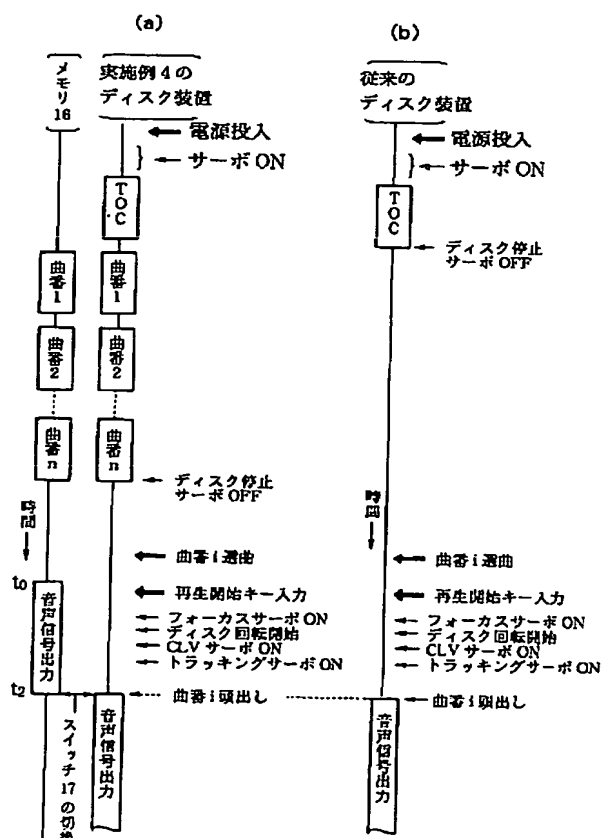 (a)
メモリ16
実施例4の
ディスク装置
電源投入
サーボON
TOC
曲番1
曲番1
曲番2
曲番2
曲番n
曲番n
ディスク停止
サーボOFF
時間
曲番i選曲
t0
再生開始キー入力
音声信号出力
フォーカスサーボON
ディスク回転開始
CLVサーボON
トラッキングサーボON
t2
曲番i頭出し
スイッチ17の切換
音声信号出力
(b)
従来の
ディスク装置
電源投入
サーボON
TOC
ディスク停止
サーボOFF
時間
曲番i選曲
再生開始キー入力
フォーカスサーボON
ディスク回転開始
CLVサーボON
トラッキングサーボON
曲番i頭出し
音声信号出力